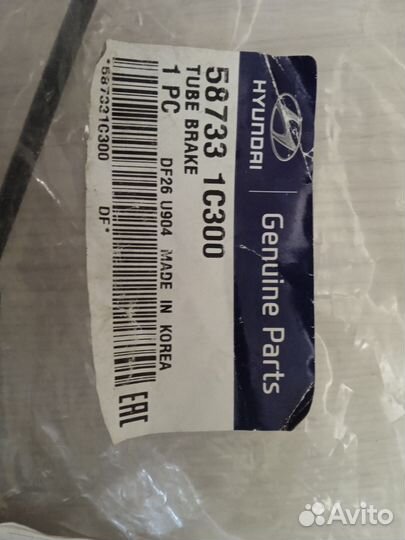 HYUNDAI
Genuine Parts
58733 1C300
TUBE BRAKE
1 PC
DF26 U904 MADE IN KOREA
*587331C300
DF*
EAC
Avito